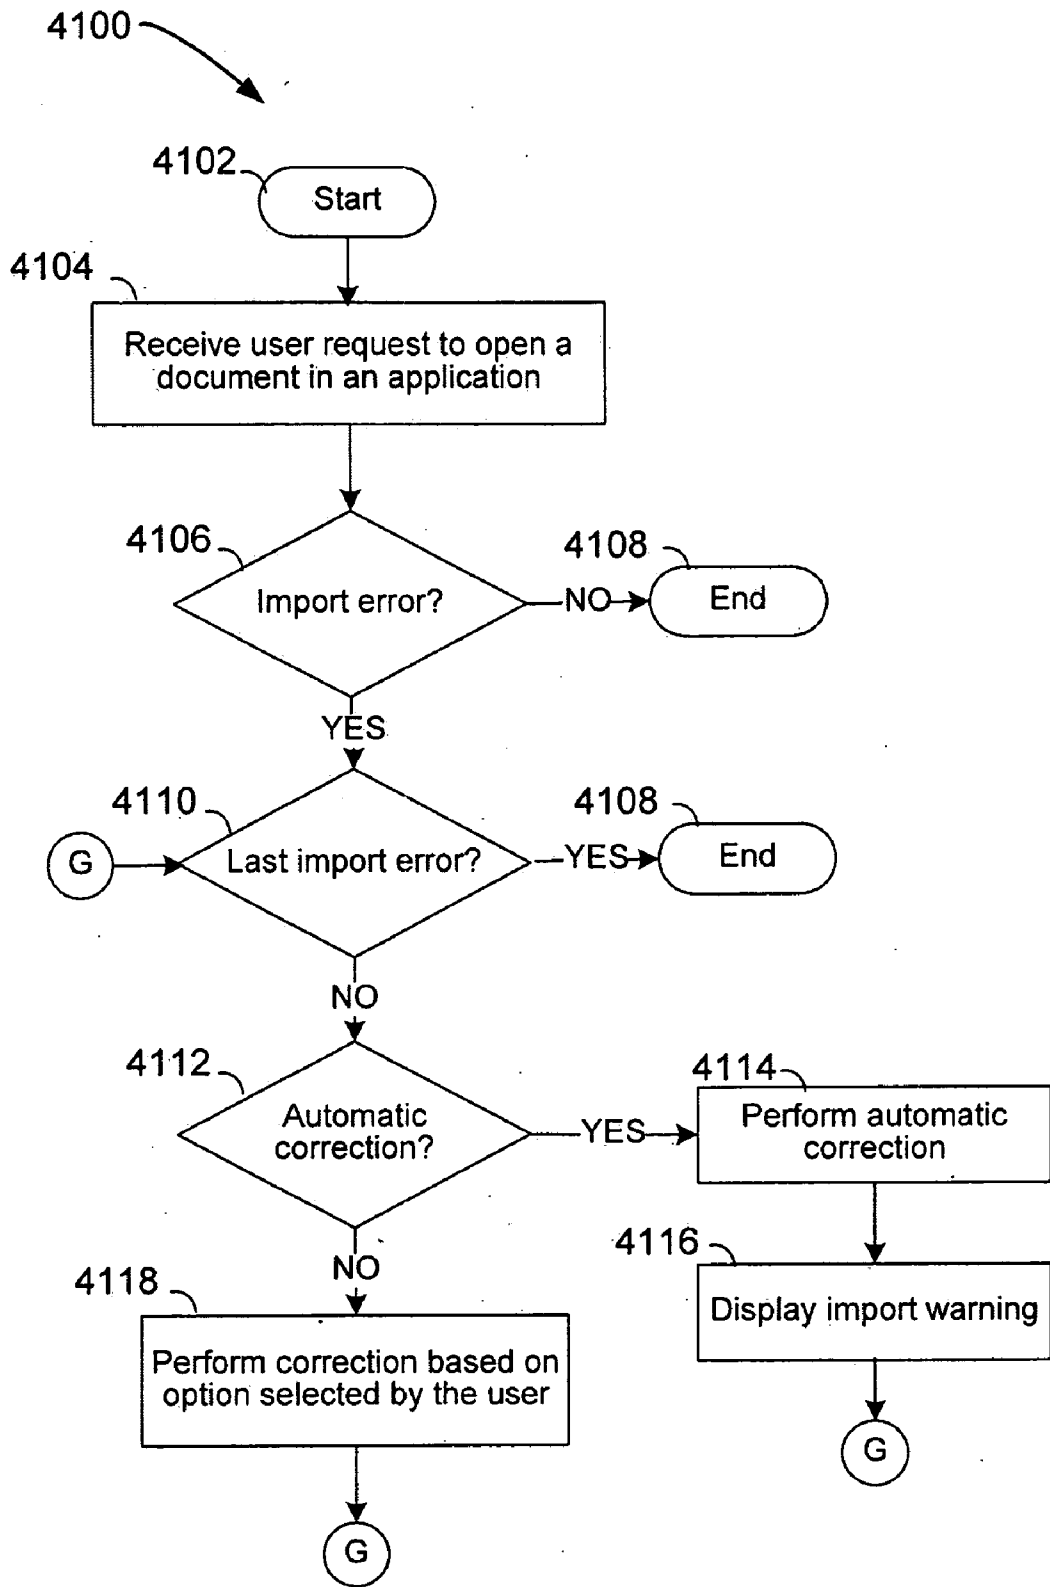 4100
4102
Start
4104
Receive user request to open a
document in an application
4106
Import error?
NO
4108
End
YES
4110
G
Last import error?
YES
4108
End
NO
4112
Automatic
correction?
YES
4114
Perform automatic
correction
4116
Display import warning
G
NO
4118
Perform correction based on
option selected by the user
G